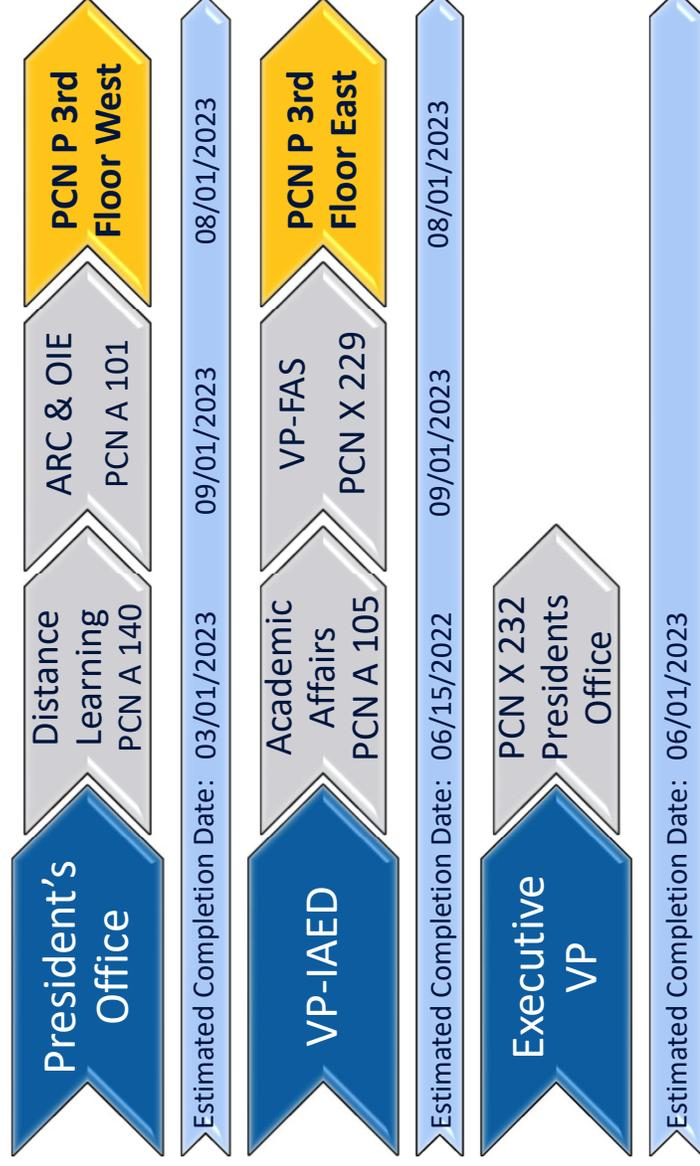 President's
Office
Distance
Learning
PCN A 140
ARC & OIE
PCN A 101
PCN P 3rd
Floor West
Estimated Completion Date: 03/01/2023 09/01/2023 08/01/2023
VP-IAED
Academic
Affairs
PCN A 105
VP-FAS
PCN X 229
PCN P 3rd
Floor East
Estimated Completion Date: 06/15/2022 09/01/2023 08/01/2023
Executive
VP
PCN X 232
Presidents
Office
Estimated Completion Date: 06/01/2023